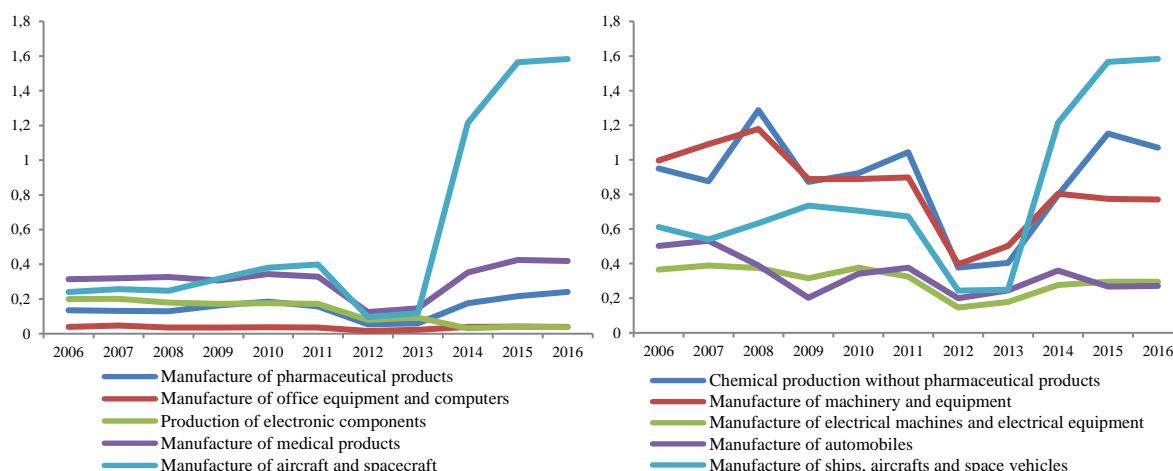 1,8
1,6
1,4
1,2
1
0,8
0,6
0,4
0,2
0
2006 2007 2008 2009 2010 2011 2012 2013 2014 2015 2016
Manufacture of pharmaceutical products
Manufacture of office equipment and computers
Production of electronic components
Manufacture of medical products
Manufacture of aircraft and spacecraft
1,8
1,6
1,4
1,2
1
0,8
0,6
0,4
0,2
0
2006 2007 2008 2009 2010 2011 2012 2013 2014 2015 2016
Chemical production without pharmaceutical products
Manufacture of machinery and equipment
Manufacture of electrical machines and electrical equipment
Manufacture of automobiles
Manufacture of ships, aircrafts and space vehicles